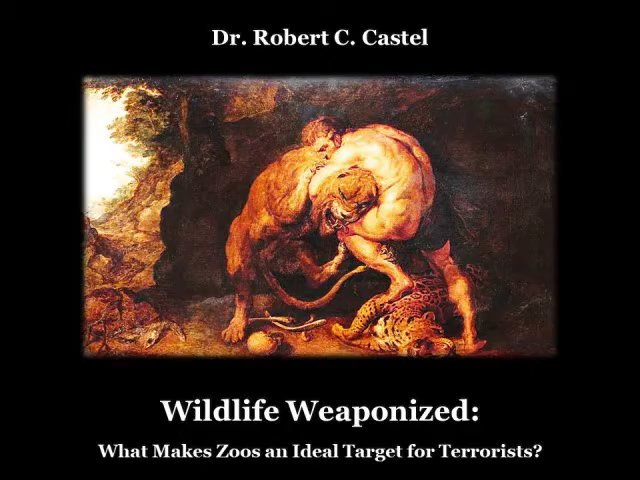 Dr. Robert C. Castel
Wildlife Weaponized:
What Makes Zoos an Ideal Target for Terrorists?